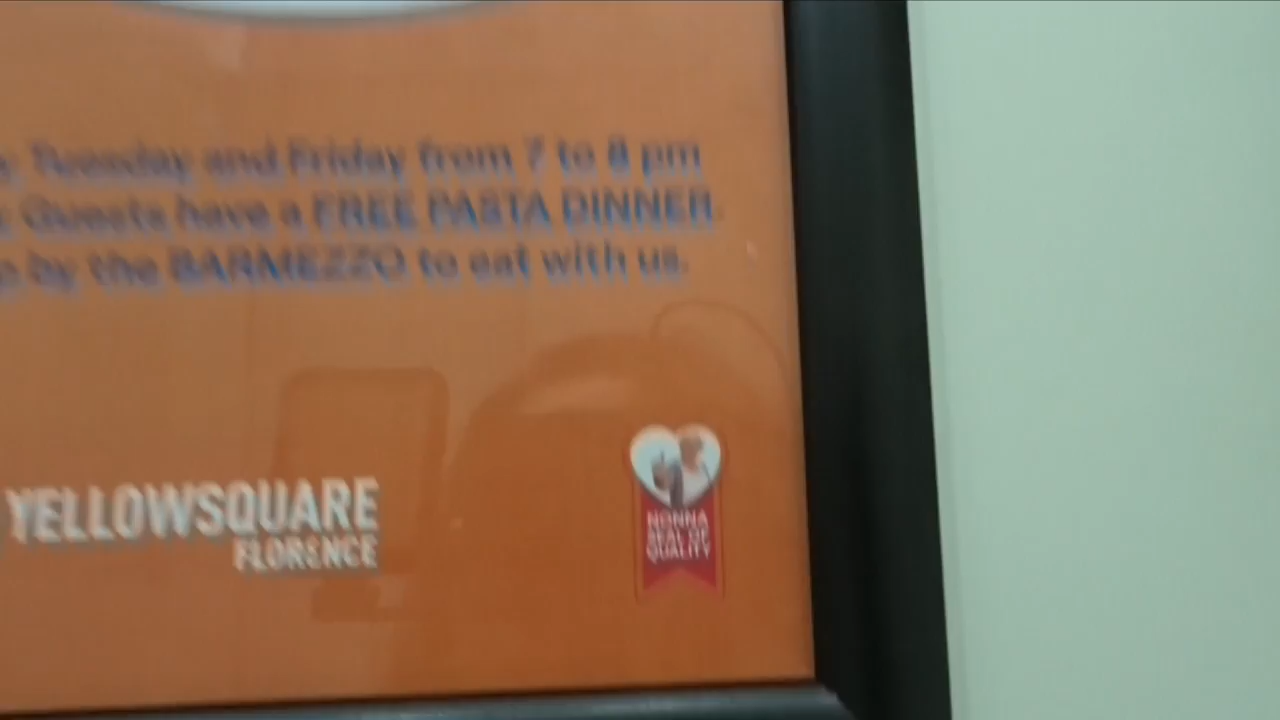 Tuesday and Friday from 7 to 8 pm
Guests have a FREE PASTA DINNER.
by the BARMEZZO to eat with us.
YELLOWSQUARE
FLORENCE
NONNA
SEAL OF
QUALITY